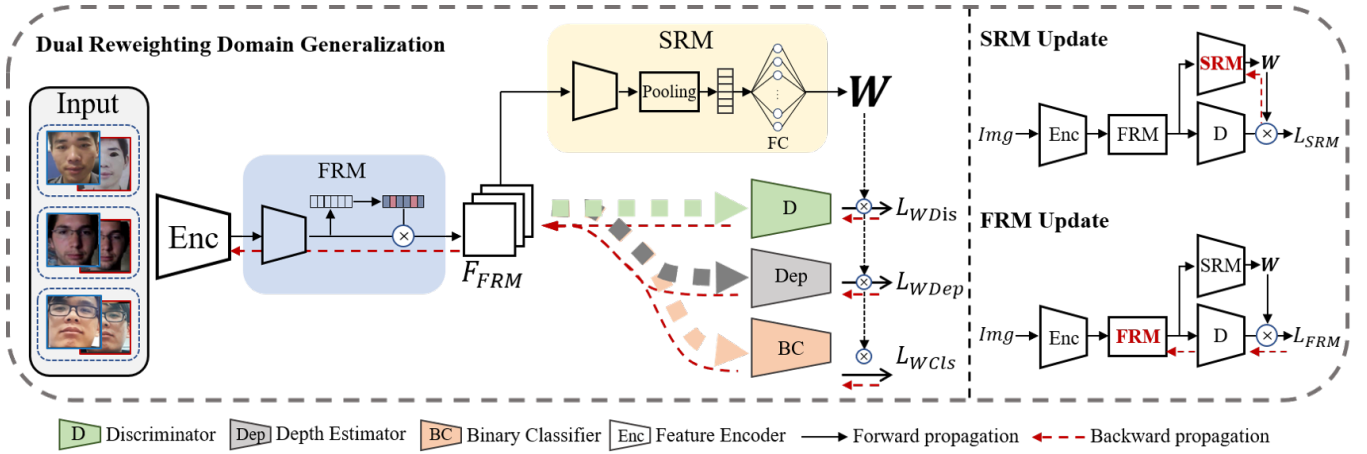 Dual Reweighting Domain Generalization
Input
Enc
FRM
F_FRM
SRM
Pooling
FC
W
D
L_WDis
Dep
L_WDep
BC
L_WCls
SRM Update
SRM
W
Img
Enc
FRM
D
L_SRM
FRM Update
SRM
W
Img
Enc
FRM
D
L_FRM
D Discriminator
Dep Depth Estimator
BC Binary Classifier
Enc Feature Encoder
Forward propagation
Backward propagation